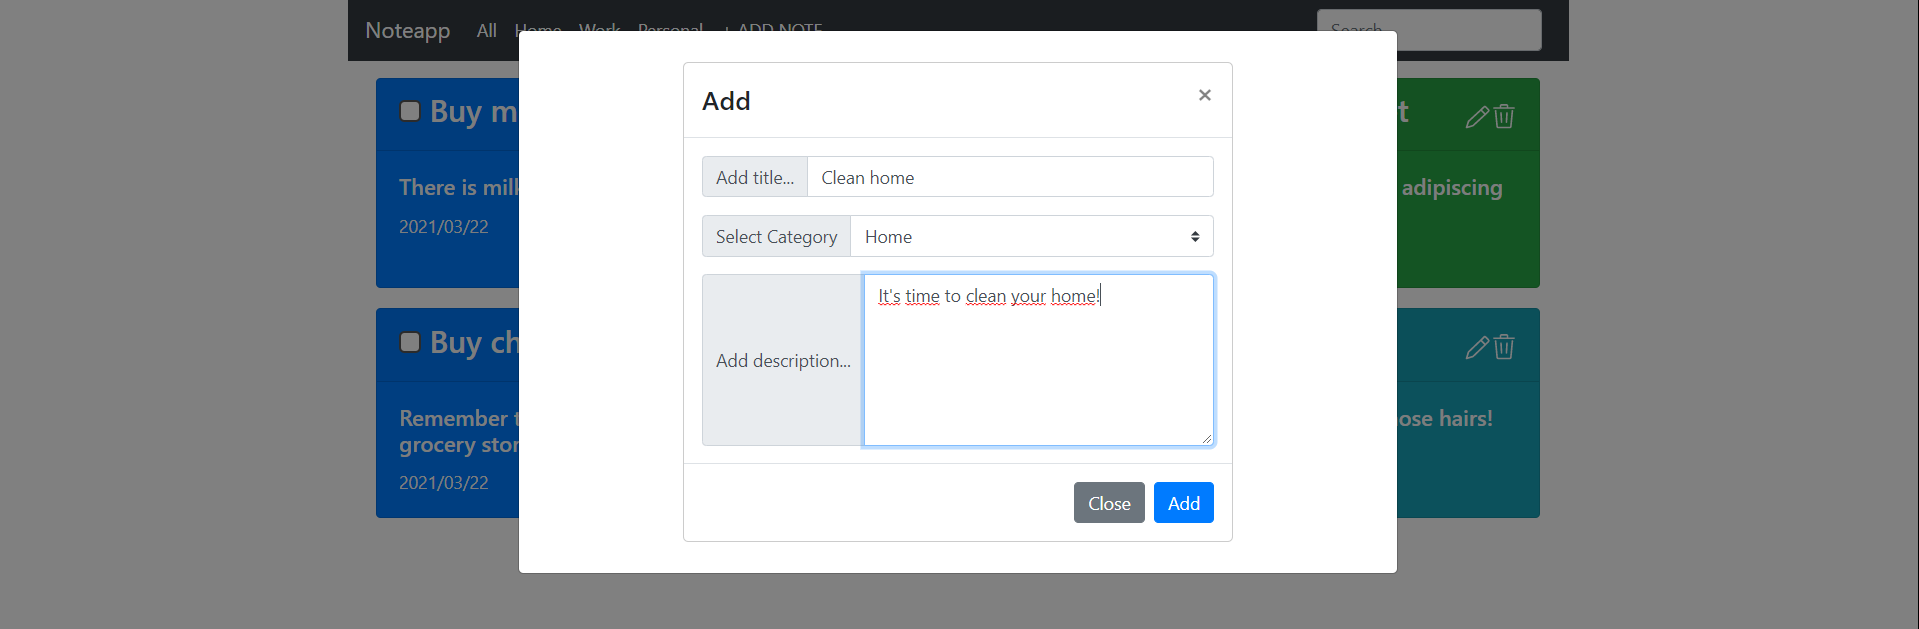 Noteapp All Home Work Personal + ADD NOTE Search
Add ×
Buy m
t
Add title... Clean home
There is milk
adipiscing
2021/03/22
Select Category Home
It's time to clean your home!
Add description...
Buy ch
Remember t
ose hairs!
grocery stor
2021/03/22
Close Add